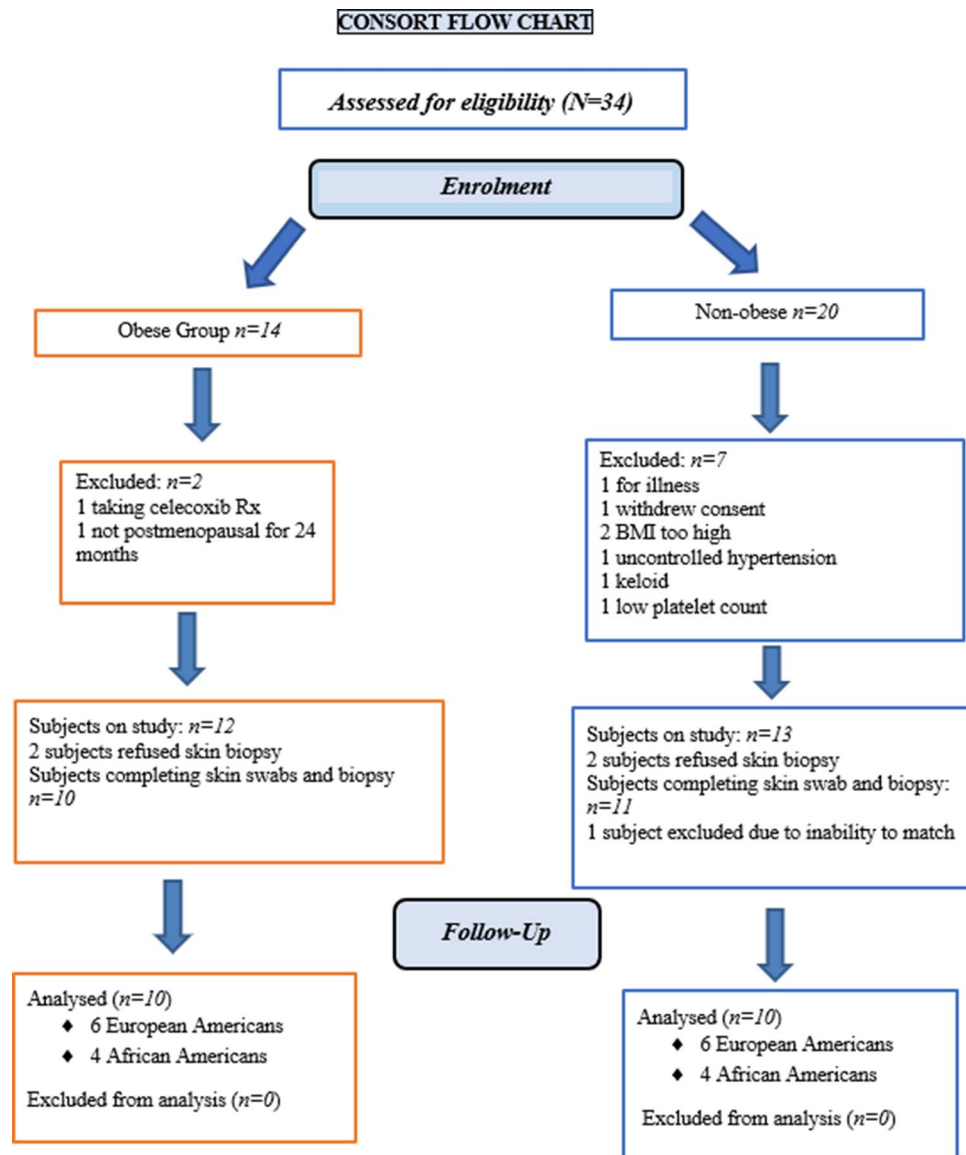 CONSORT FLOW CHART
Assessed for eligibility (N=34)
Enrolment
Obese Group n=14
Non-obese n=20
Excluded: n=2
1 taking celecoxib Rx
1 not postmenopausal for 24
months
Excluded: n=7
1 for illness
1 withdrew consent
2 BMI too high
1 uncontrolled hypertension
1 keloid
1 low platelet count
Subjects on study: n=12
2 subjects refused skin biopsy
Subjects completing skin swabs and biopsy
n=10
Subjects on study: n=13
2 subjects refused skin biopsy
Subjects completing skin swab and biopsy:
n=11
1 subject excluded due to inability to match
Follow-Up
Analysed (n=10)
♦ 6 European Americans
♦ 4 African Americans
Excluded from analysis (n=0)
Analysed (n=10)
♦ 6 European Americans
♦ 4 African Americans
Excluded from analysis (n=0)